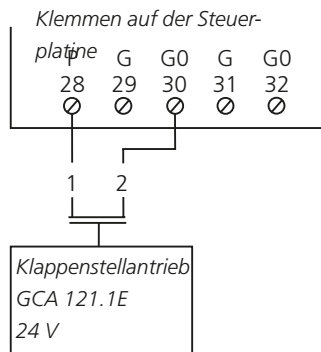 Klemmen auf der Steuer-
platine
P G G0 G G0
28 29 30 31 32
1 2
Klappenstellantrieb
GCA 121.1E
24 V